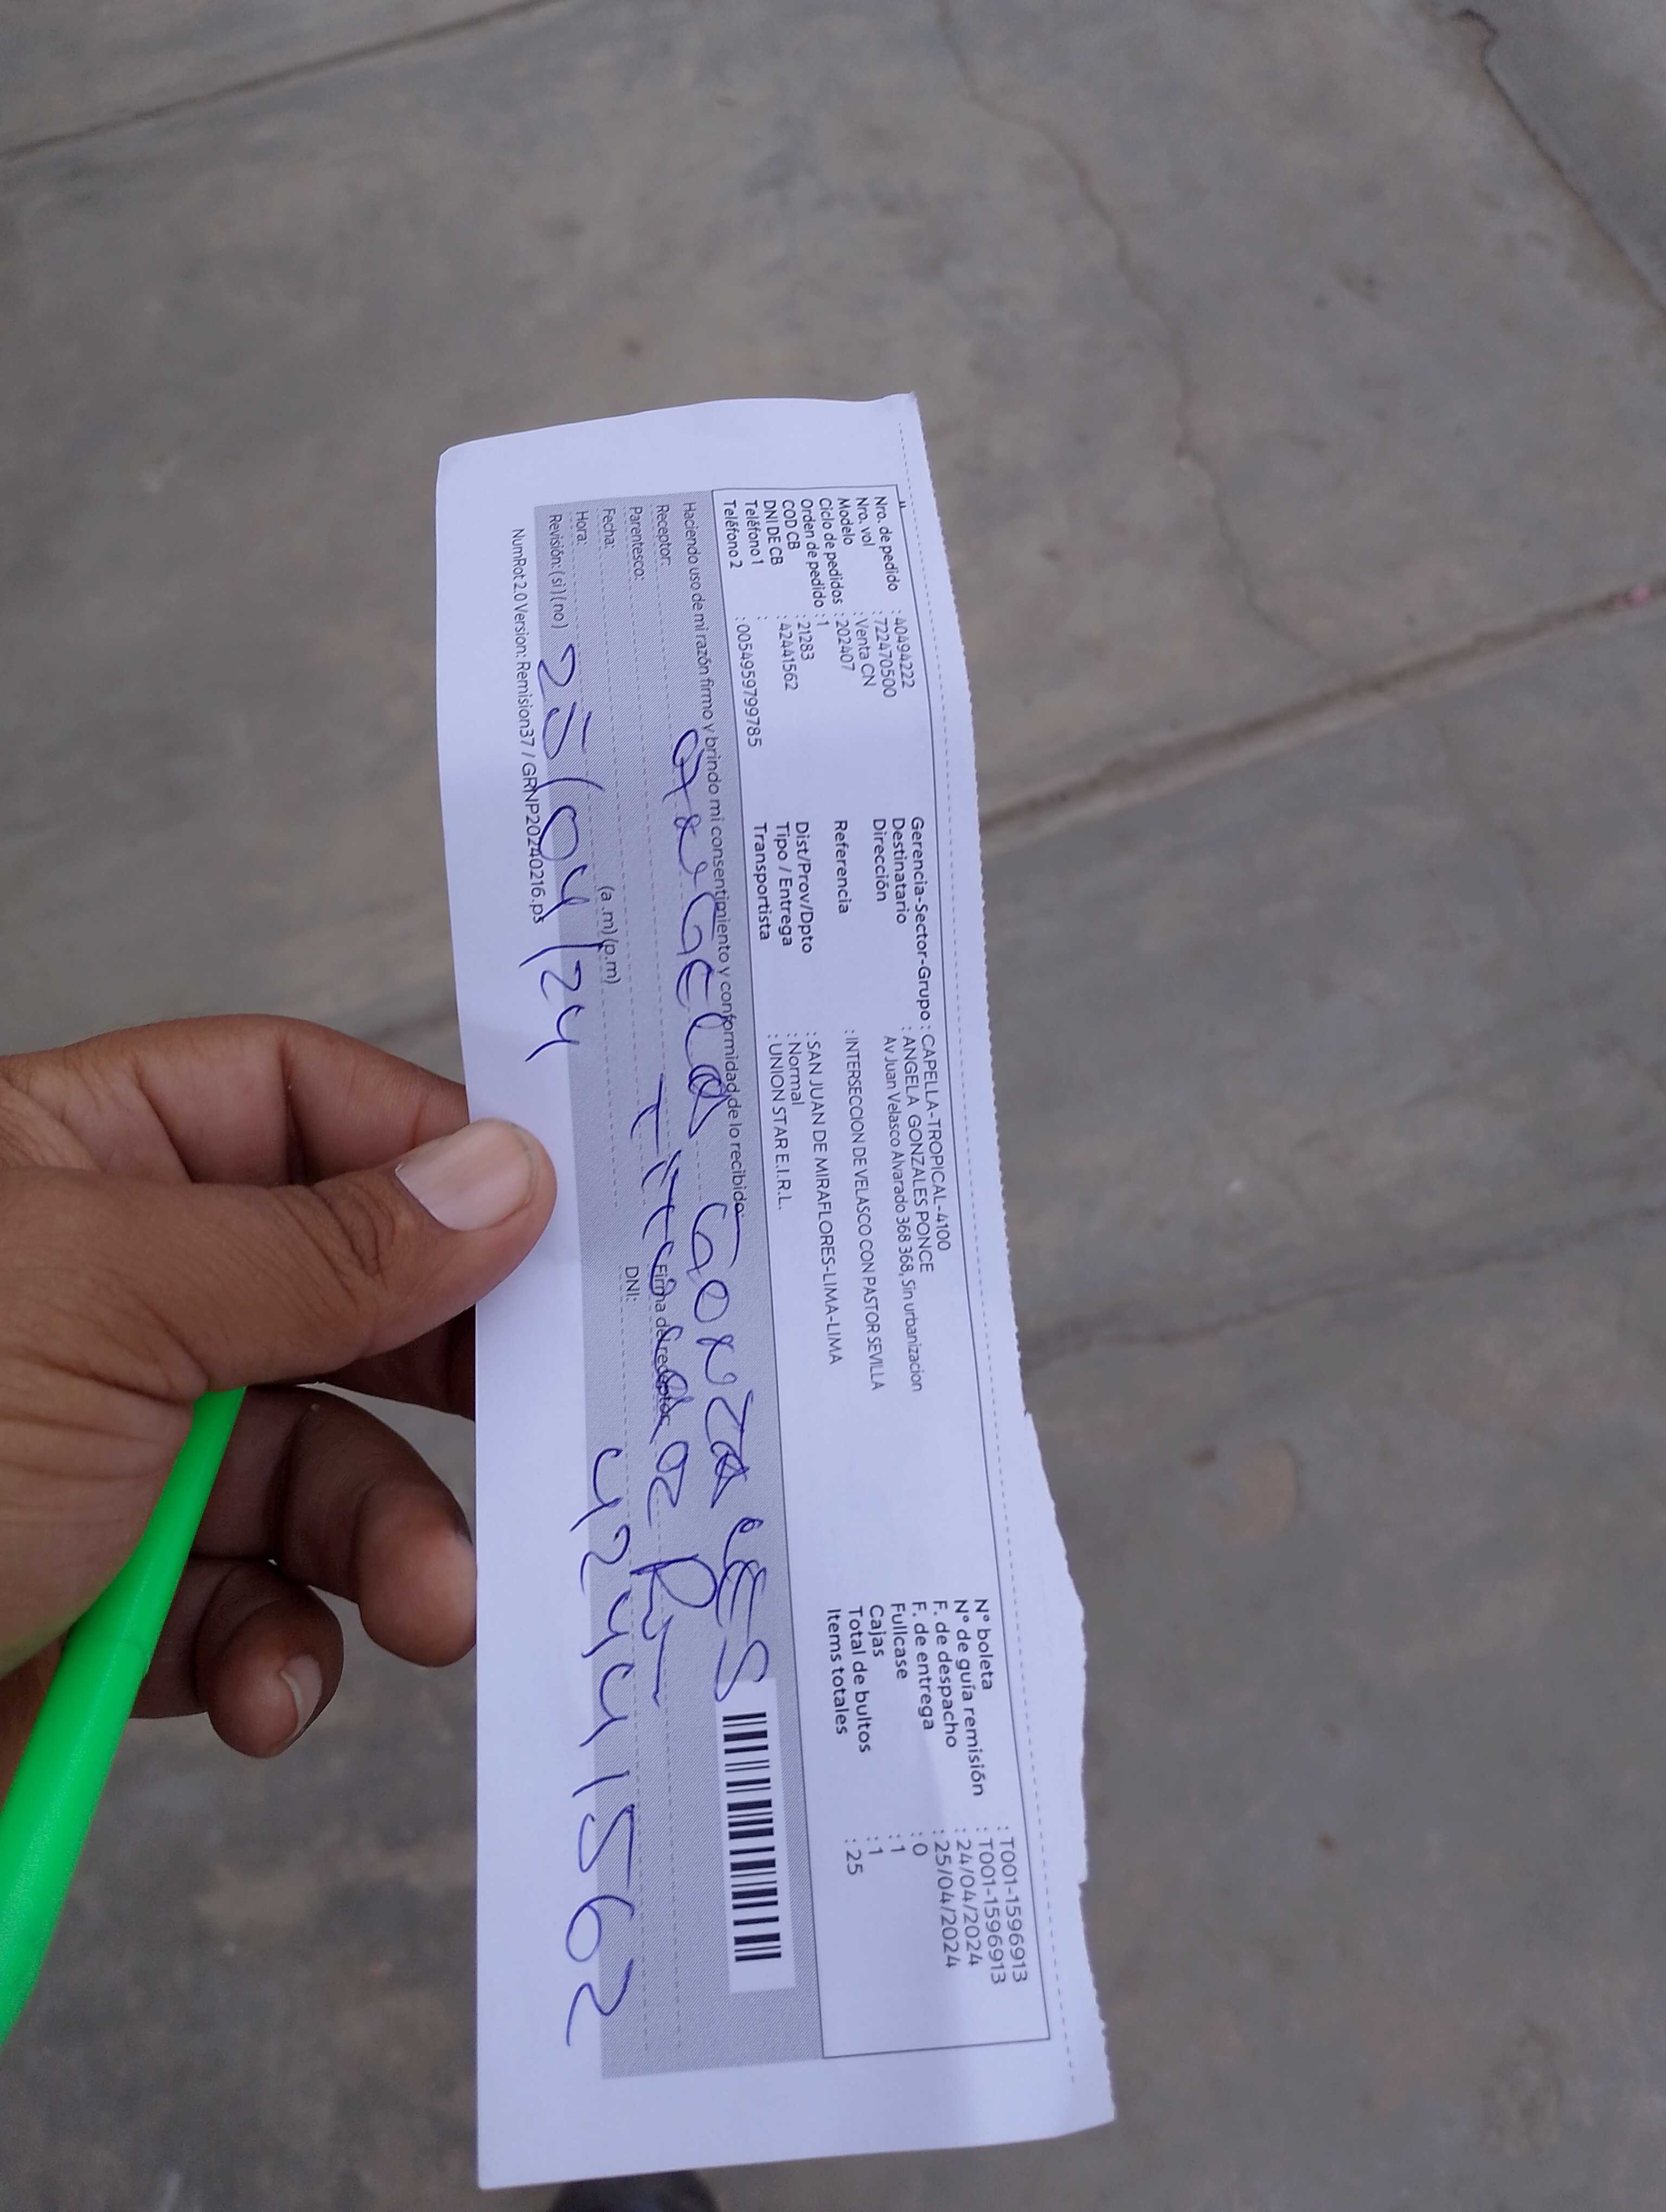 Nro. de pedido : 40494222
Nro. vol : 722470500
Modelo : Venta CN
Ciclo de pedidos : 202407
Orden de pedido : 1
COD CB : 21283
DNI DE CB : 42441562
Teléfono 1 :
Teléfono 2 : 0054959799785
Gerencia-Sector-Grupo : CAPELLA-TROPICAL-4100
Destinatario : ANGELA GONZALES PONCE
Dirección Av Juan Velasco Alvarado 368 368, Sin urbanizacion
Referencia : INTERSECCION DE VELASCO CON PASTOR SEVILLA
Dist/Prov/Dpto : SAN JUAN DE MIRAFLORES-LIMA-LIMA
Tipo / Entrega : Normal
Transportista : UNION STAR E.I.R.L.
N° boleta : T001-1596913
N° de guía remisión : T001-1596913
F. de despacho : 24/04/2024
F. de entrega : 25/04/2024
Fullcase : 0
Cajas : 1
Total de bultos : 1
Items totales : 25
Haciendo uso de mi razón firmo y brindo mi consentimiento y conformidad de lo recibido:
Receptor: Angela Gonzales
Parentesco: Titular
Firma del receptor
Fecha: 25/04/24
DNI: 42441562
Hora: (a.m) (p.m)
Revisión: (si) (no)
NumRot 2.0 Version: Remision37 / GRNP20240216.ps